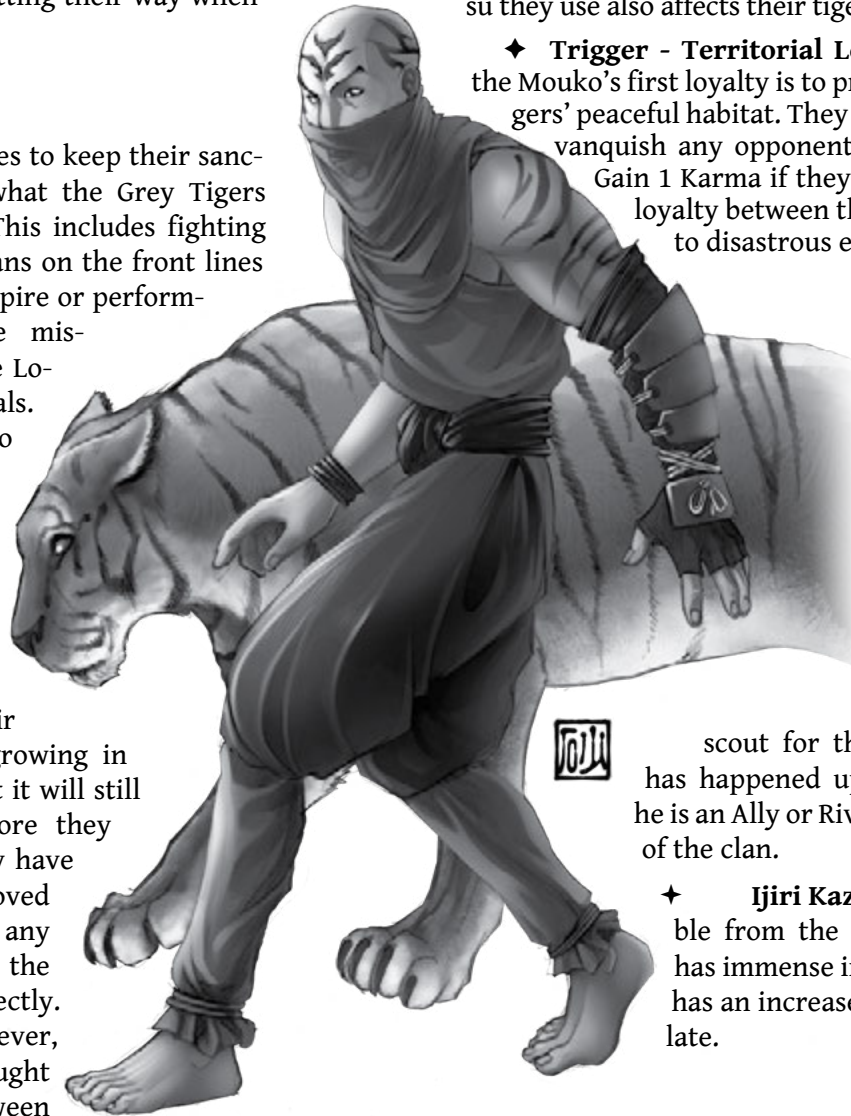 tting their way when
es to keep their sanc-
what the Grey Tigers
This includes fighting
ans on the front lines
pire or perform-
e mis-
e Lo-
als.
o
ir
growing in
t it will still
ore they
y have
oved
any
the
ectly.
ever,
ught
ween
su they use also affects their tige
✦ Trigger - Territorial L
the Mouko's first loyalty is to pr
gers' peaceful habitat. They
vanquish any opponent
Gain 1 Karma if they
loyalty between th
to disastrous e
scout for th
has happened up
he is an Ally or Riv
of the clan.
✦ Ijiri Kaz
ble from the
has immense i
has an increase
late.